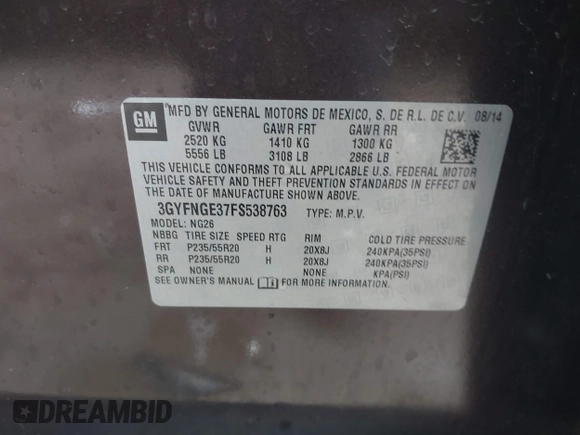 GM
MFD BY GENERAL MOTORS DE MEXICO, S. DE R.L. DE C.V. 08/14
GVWR GAWR FRT GAWR RR
2520 KG 1410 KG 1300 KG
5556 LB 3108 LB 2866 LB
THIS VEHICLE CONFORMS TO ALL APPLICABLE U.S. FEDERAL MOTOR
VEHICLE SAFETY AND THEFT PREVENTION STANDARDS IN EFFECT ON
THE DATE OF MANUFACTURE SHOWN ABOVE.
3GYFNGE37FS538763 TYPE: M.P.V.
MODEL: NG26
NBBG TIRE SIZE SPEED RTG RIM COLD TIRE PRESSURE
FRT P235/55R20 H 20X8J 240KPA(35PSI)
RR P235/55R20 H 20X8J 240KPA(35PSI)
SPA NONE NONE KPA(PSI)
SEE OWNER'S MANUAL FOR MORE INFORMATION.
DREAMBID